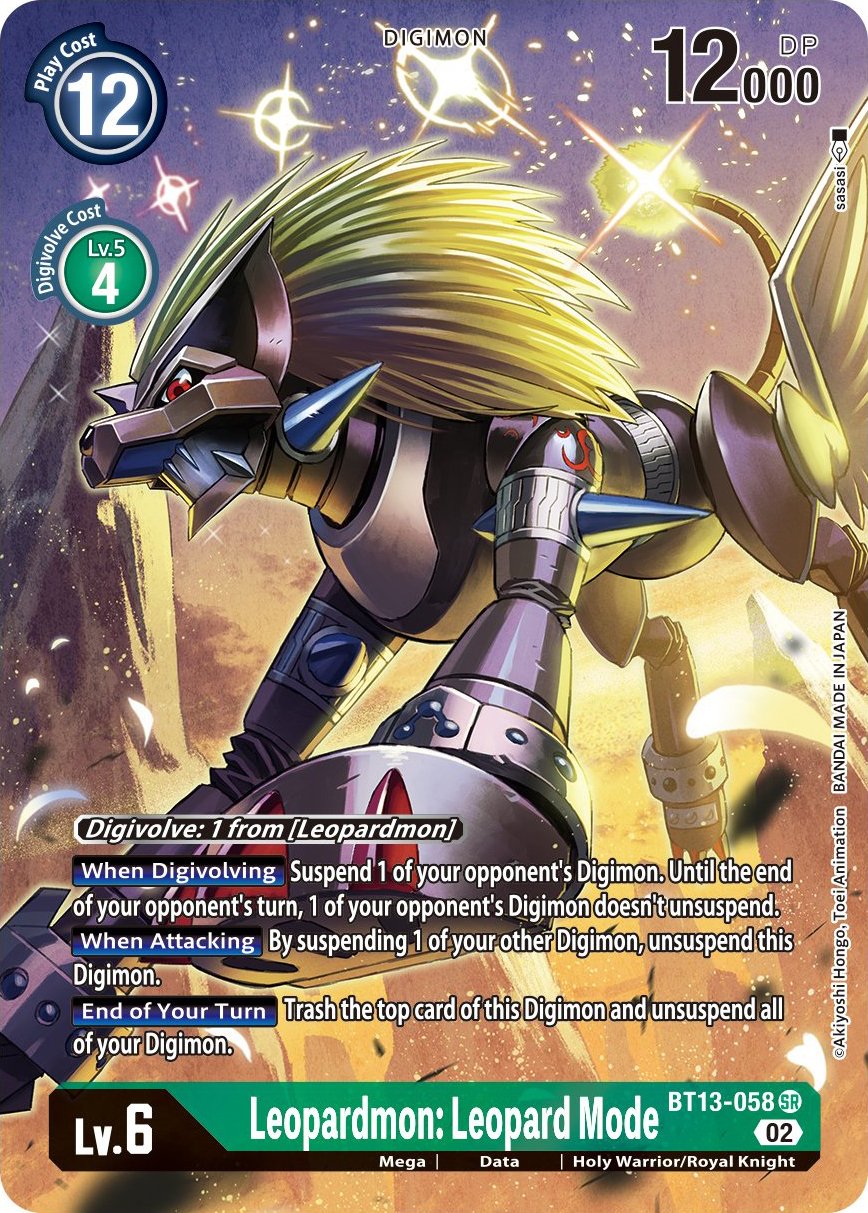 DIGIMON
Play Cost
12
12000
DP
sasasi
Digivolve Cost
Lv.5
4
BANDAI MADE IN JAPAN
©Akiyoshi Hongo, Toei Animation
Digivolve: 1 from [Leopardmon]
When Digivolving Suspend 1 of your opponent's Digimon. Until the end
of your opponent's turn, 1 of your opponent's Digimon doesn't unsuspend.
When Attacking By suspending 1 of your other Digimon, unsuspend this
Digimon.
End of Your Turn Trash the top card of this Digimon and unsuspend all
of your Digimon.
Lv.6
Leopardmon: Leopard Mode
BT13-058 SR
02
Mega | Data | Holy Warrior/Royal Knight